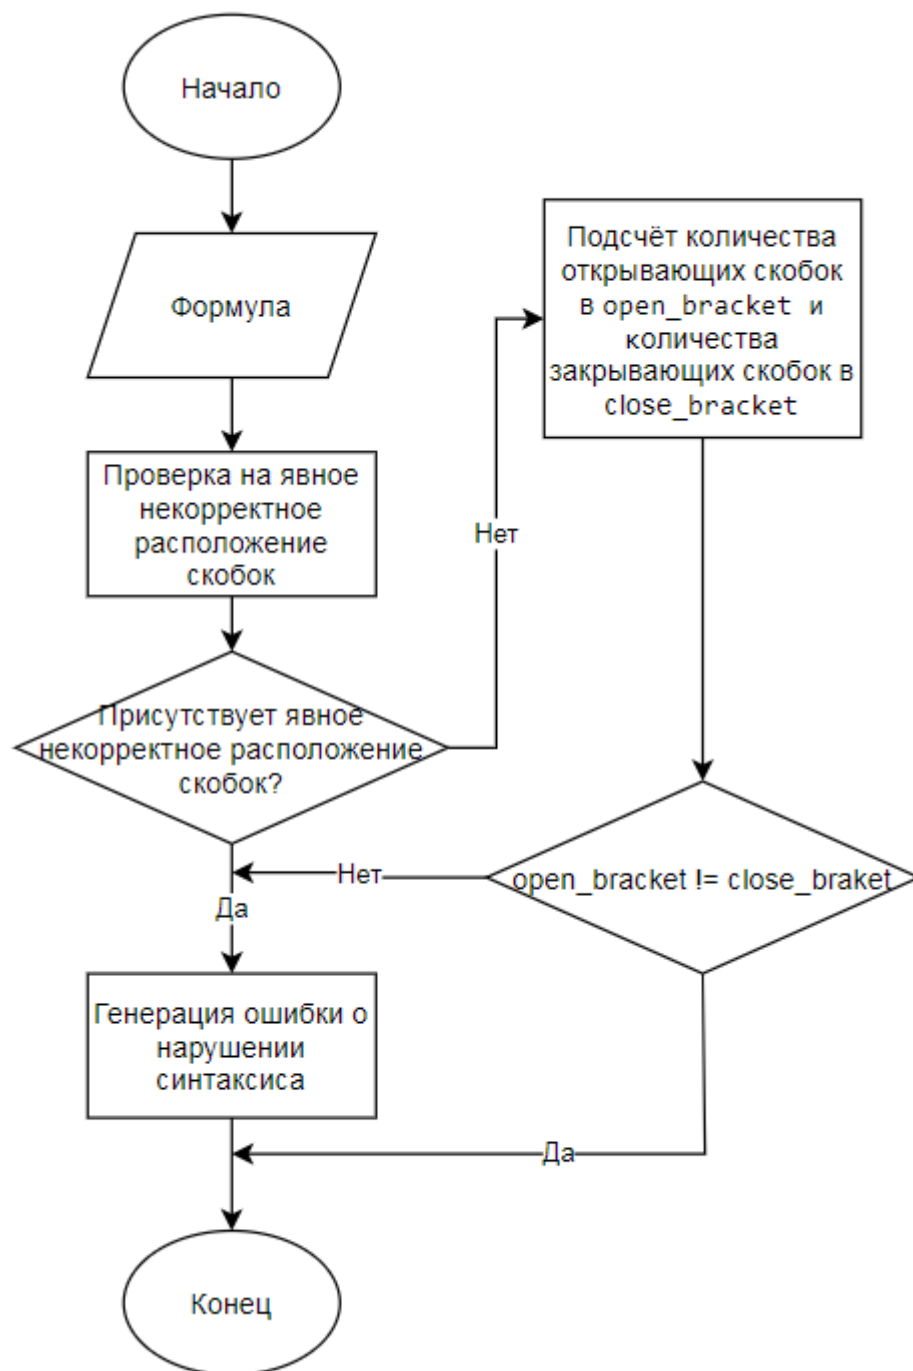 Начало
Формула
Проверка на явное
некорректное
расположение
скобок
Присутствует явное
некорректное расположение
скобок?
Да
Генерация ошибки о
нарушении
синтаксиса
Конец
Нет
Подсчёт количества
открывающих скобок
в open_bracket и
количества
закрывающих скобок в
close_bracket
open_bracket != close_braket
Нет
Да